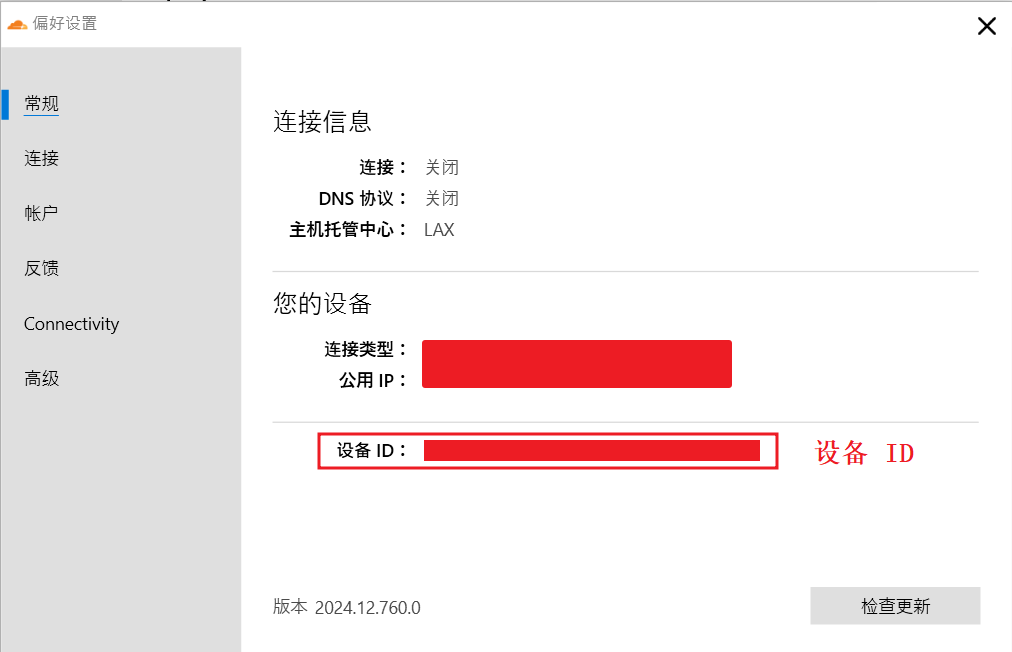 偏好设置
常规
连接
帐户
反馈
Connectivity
高级
连接信息
连接： 关闭
DNS 协议： 关闭
主机托管中心： LAX
您的设备
连接类型：
公用 IP：
设备 ID：
设备 ID
版本 2024.12.760.0
检查更新